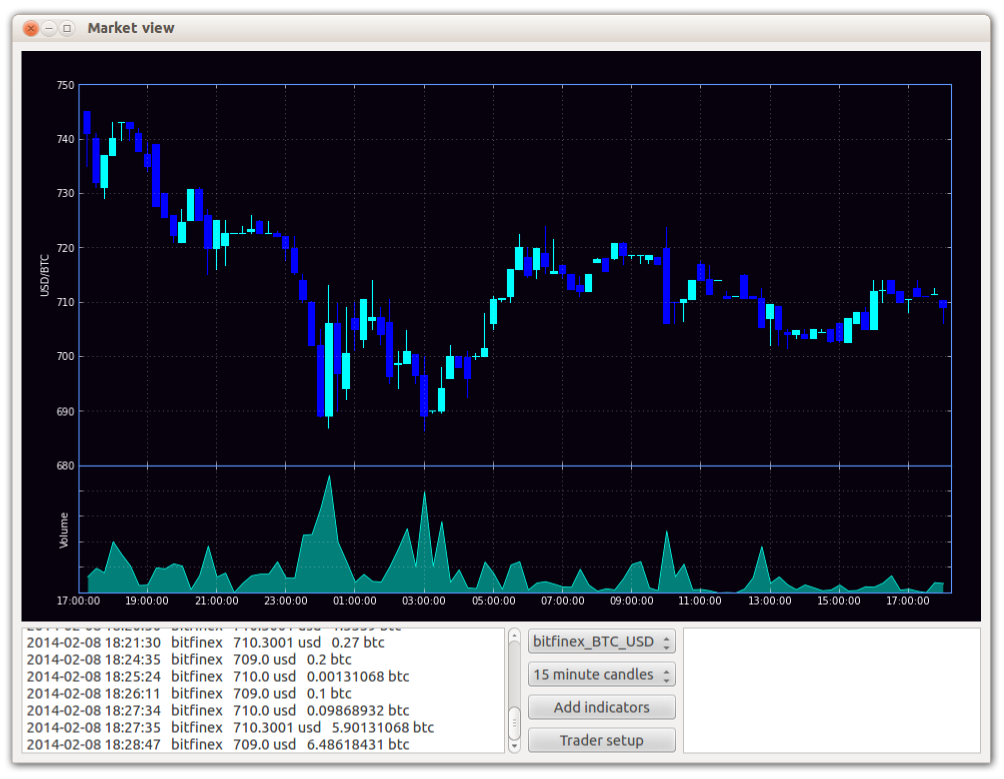 Market view
750
740
730
720
710
700
690
680
USD/BTC
Volume
17:00:00 19:00:00 21:00:00 23:00:00 01:00:00 03:00:00 05:00:00 07:00:00 09:00:00 11:00:00 13:00:00 15:00:00 17:00:00
2014-02-08 18:21:30 bitfinex 710.3001 usd 0.27 btc
2014-02-08 18:24:35 bitfinex 709.0 usd 0.2 btc
2014-02-08 18:25:24 bitfinex 710.0 usd 0.00131068 btc
2014-02-08 18:26:11 bitfinex 709.0 usd 0.1 btc
2014-02-08 18:27:34 bitfinex 710.0 usd 0.09868932 btc
2014-02-08 18:27:35 bitfinex 710.3001 usd 5.90131068 btc
2014-02-08 18:28:47 bitfinex 709.0 usd 6.48618431 btc
bitfinex_BTC_USD
15 minute candles
Add indicators
Trader setup